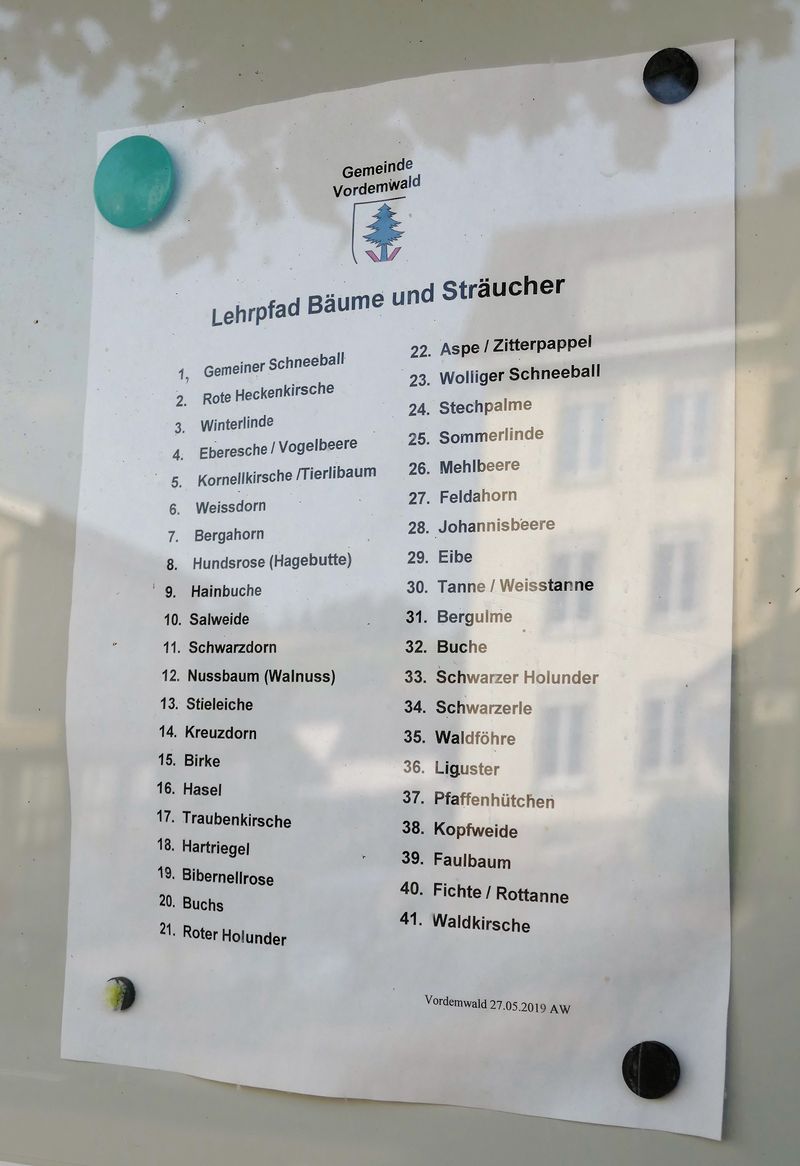 Gemeinde
Vordemwald
Lehrpfad Bäume und Sträucher
1, Gemeiner Schneeball
2. Rote Heckenkirsche
3. Winterlinde
4. Eberesche / Vogelbeere
5. Kornellkirsche /Tierlibaum
6. Weissdorn
7. Bergahorn
8. Hundsrose (Hagebutte)
9. Hainbuche
10. Salweide
11. Schwarzdorn
12. Nussbaum (Walnuss)
13. Stieleiche
14. Kreuzdorn
15. Birke
16. Hasel
17. Traubenkirsche
18. Hartriegel
19. Bibernellrose
20. Buchs
21. Roter Holunder
22. Aspe / Zitterpappel
23. Wolliger Schneeball
24. Stechpalme
25. Sommerlinde
26. Mehlbeere
27. Feldahorn
28. Johannisbeere
29. Eibe
30. Tanne / Weisstanne
31. Bergulme
32. Buche
33. Schwarzer Holunder
34. Schwarzerle
35. Waldföhre
36. Liguster
37. Pfaffenhütchen
38. Kopfweide
39. Faulbaum
40. Fichte / Rottanne
41. Waldkirsche
Vordemwald 27.05.2019 AW